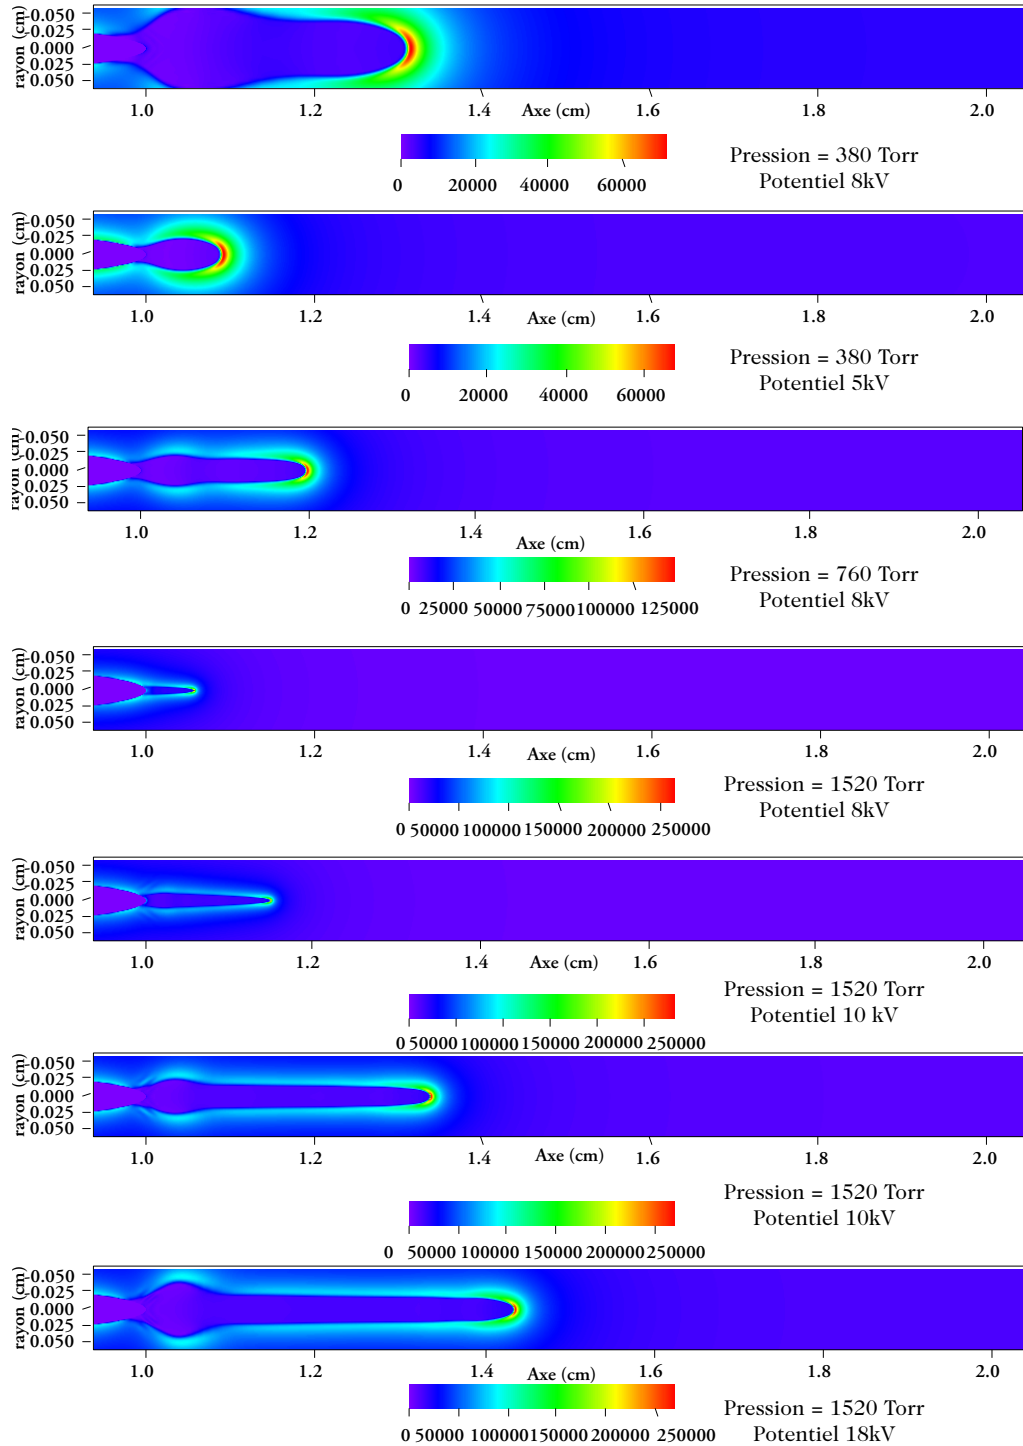 -0.050
-0.025
0.000
0.025
0.050
rayon (cm)
1.0 1.2 1.4 1.6 1.8 2.0
Axe (cm)
0 20000 40000 60000
Pression = 380 Torr
Potentiel 8kV
-0.050
-0.025
0.000
0.025
0.050
rayon (cm)
1.0 1.2 1.4 1.6 1.8 2.0
Axe (cm)
0 20000 40000 60000
Pression = 380 Torr
Potentiel 5kV
-0.050
-0.025
0.000
0.025
0.050
rayon (cm)
1.0 1.2 1.4 1.6 1.8 2.0
Axe (cm)
0 25000 50000 75000 100000 125000
Pression = 760 Torr
Potentiel 8kV
-0.050
-0.025
0.000
0.025
0.050
rayon (cm)
1.0 1.2 1.4 1.6 1.8 2.0
Axe (cm)
0 50000 100000 150000 200000 250000
Pression = 1520 Torr
Potentiel 8kV
-0.050
-0.025
0.000
0.025
0.050
rayon (cm)
1.0 1.2 1.4 1.6 1.8 2.0
Axe (cm)
0 50000 100000 150000 200000 250000
Pression = 1520 Torr
Potentiel 10 kV
-0.050
-0.025
0.000
0.025
0.050
rayon (cm)
1.0 1.2 1.4 1.6 1.8 2.0
Axe (cm)
0 50000 100000 150000 200000 250000
Pression = 1520 Torr
Potentiel 10kV
-0.050
-0.025
0.000
0.025
0.050
rayon (cm)
1.0 1.2 1.4 1.6 1.8 2.0
Axe (cm)
0 50000 100000 150000 200000 250000
Pression = 1520 Torr
Potentiel 18kV